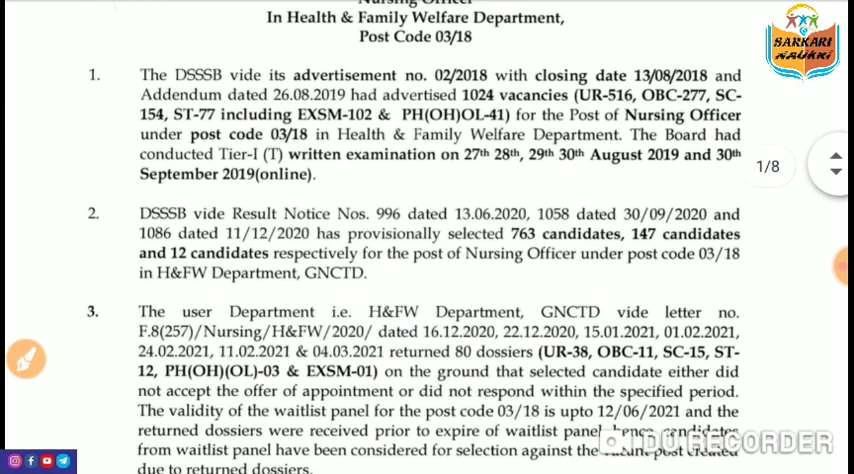 Nursing Officer
In Health & Family Welfare Department,
Post Code 03/18
SARKARI
NAUKKI
1. The DSSSB vide its advertisement no. 02/2018 with closing date 13/08/2018 and
Addendum dated 26.08.2019 had advertised 1024 vacancies (UR-516, OBC-277, SC-
154, ST-77 including EXSM-102 & PH(OH)OL-41) for the Post of Nursing Officer
under post code 03/18 in Health & Family Welfare Department. The Board had
conducted Tier-I (T) written examination on 27th 28th, 29th 30th August 2019 and 30th
September 2019(online).
1/8
2. DSSSB vide Result Notice Nos. 996 dated 13.06.2020, 1058 dated 30/09/2020 and
1086 dated 11/12/2020 has provisionally selected 763 candidates, 147 candidates
and 12 candidates respectively for the post of Nursing Officer under post code 03/18
in H&FW Department, GNCTD.
3. The user Department i.e. H&FW Department, GNCTD vide letter no.
F.8(257)/Nursing/H&FW/2020/ dated 16.12.2020, 22.12.2020, 15.01.2021, 01.02.2021,
24.02.2021, 11.02.2021 & 04.03.2021 returned 80 dossiers (UR-38, OBC-11, SC-15, ST-
12, PH(OH)(OL)-03 & EXSM-01) on the ground that selected candidate either did
not accept the offer of appointment or did not respond within the specified period.
The validity of the waitlist panel for the post code 03/18 is upto 12/06/2021 and the
returned dossiers were received prior to expire of waitlist panel hence candidates
from waitlist panel have been considered for selection against the vacant post created
due to returned dossiers.
DU RECORDER